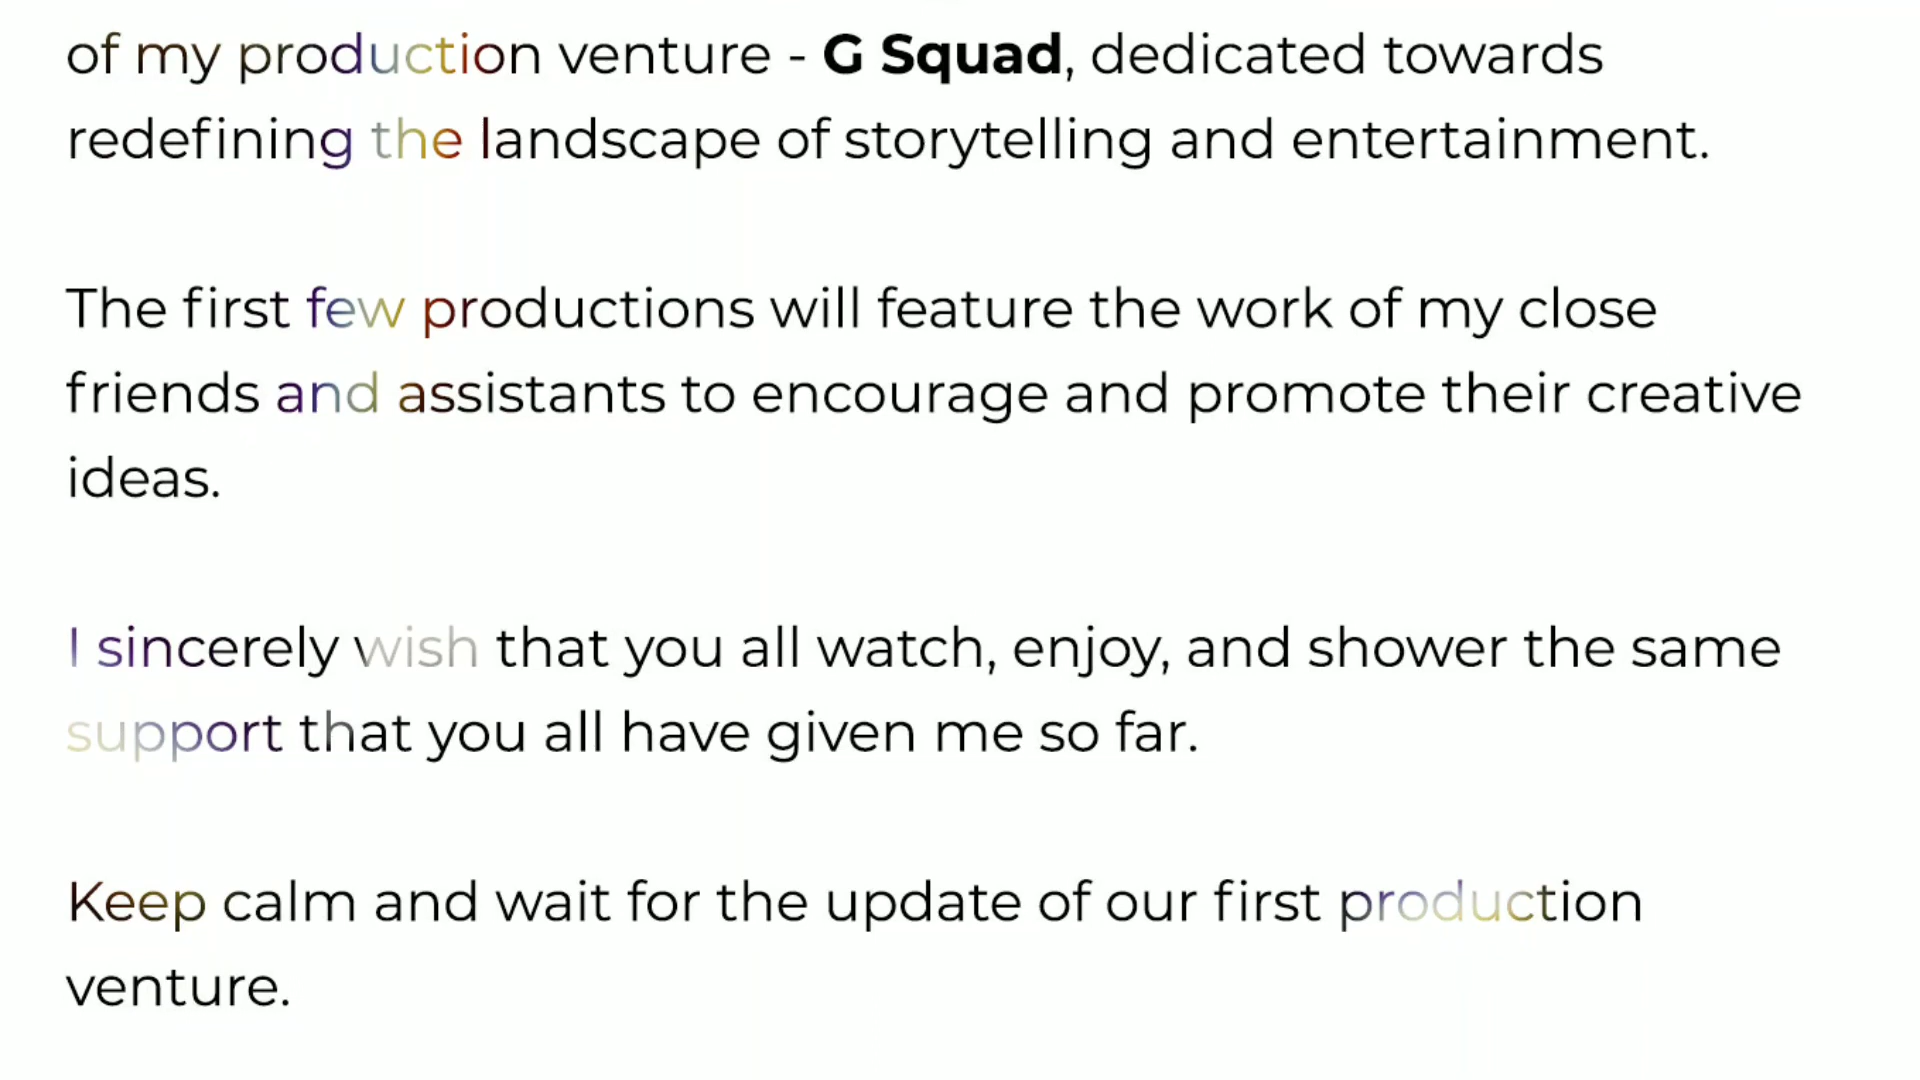 of my production venture - G Squad, dedicated towards
redefining the landscape of storytelling and entertainment.
The first few productions will feature the work of my close
friends and assistants to encourage and promote their creative
ideas.
I sincerely wish that you all watch, enjoy, and shower the same
support that you all have given me so far.
Keep calm and wait for the update of our first production
venture.